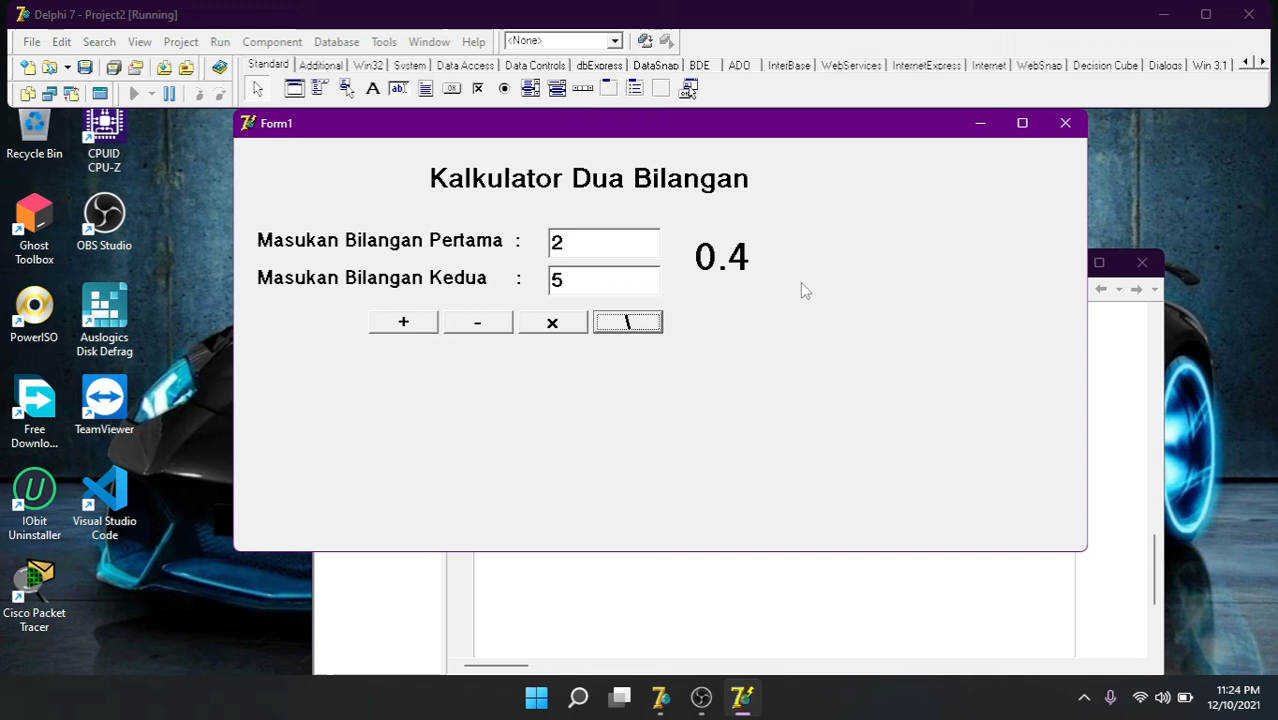 Delphi 7 - Project2 [Running]
File Edit Search View Project Run Component Database Tools Window Help <None>
Standard Additional Win32 System Data Access Data Controls dbExpress DataSnap BDE ADO InterBase WebServices InternetExpress Internet WebSnap Decision Cube Dialogs Win 3.1
Form1
Kalkulator Dua Bilangan
Masukan Bilangan Pertama : 2
0.4
Masukan Bilangan Kedua : 5
+ - x \
Recycle Bin
CPUID
CPU-Z
Ghost
Toolbox
OBS Studio
PowerISO
Auslogics
Disk Defrag
Free
Downlo...
TeamViewer
IObit
Uninstaller
Visual Studio
Code
Cisco Packet
Tracer
11:24 PM
12/10/2021